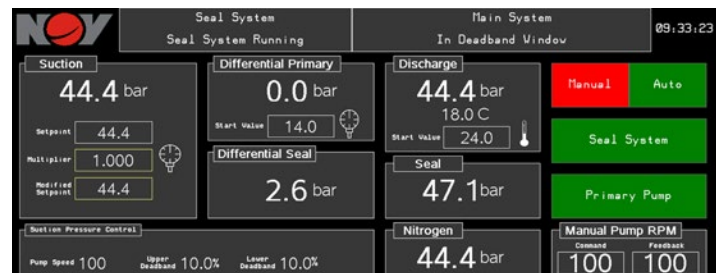 NOV
Seal System
Seal System Running
Main System
In Deadband Window
09:33:23
Suction
44.4 bar
Setpoint 44.4
Multiplier 1.000
Modified Setpoint 44.4
Differential Primary
0.0 bar
Start Value 14.0
Differential Seal
2.6 bar
Discharge
44.4 bar
18.0 C
Start Value 24.0
Seal
47.1bar
Nitrogen
44.4 bar
Manual
Auto
Seal System
Primary Pump
Manual Pump RPM
Command Feedback
100 100
Suction Pressure Control
Pump Speed 100 Upper Deadband 10.0% Lower Deadband 10.0%